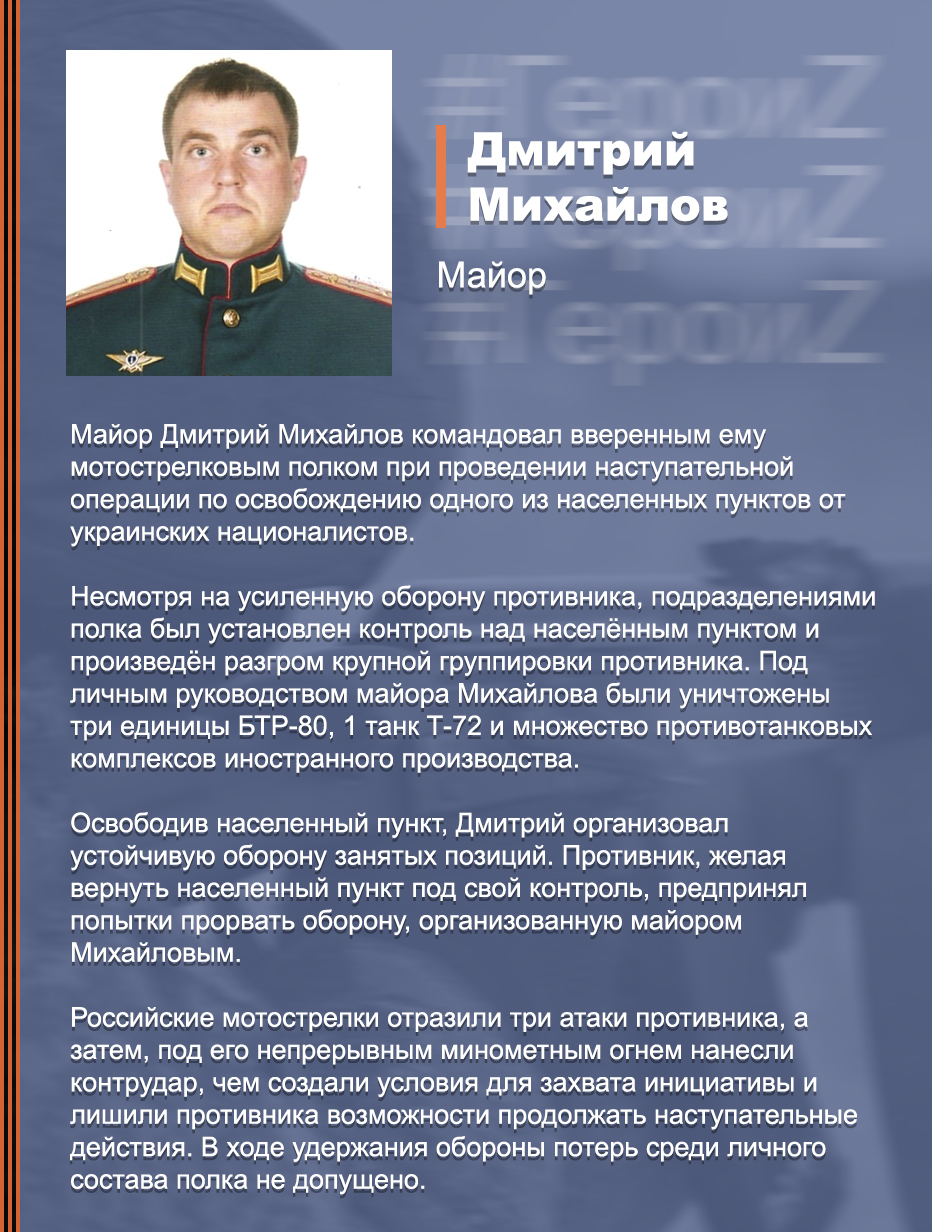 #ГероиZ
Дмитрий
#ГероиZ
Михайлов
Майор
#ГероиZ
Майор Дмитрий Михайлов командовал вверенным ему
мотострелковым полком при проведении наступательной
операции по освобождению одного из населенных пунктов от
украинских националистов.
Несмотря на усиленную оборону противника, подразделениями
полка был установлен контроль над населённым пунктом и
произведён разгром крупной группировки противника. Под
личным руководством майора Михайлова были уничтожены
три единицы БТР-80, 1 танк Т-72 и множество противотанковых
комплексов иностранного производства.
Освободив населенный пункт, Дмитрий организовал
устойчивую оборону занятых позиций. Противник, желая
вернуть населенный пункт под свой контроль, предпринял
попытки прорвать оборону, организованную майором
Михайловым.
Российские мотострелки отразили три атаки противника, а
затем, под его непрерывным минометным огнем нанесли
контрудар, чем создали условия для захвата инициативы и
лишили противника возможности продолжать наступательные
действия. В ходе удержания обороны потерь среди личного
состава полка не допущено.